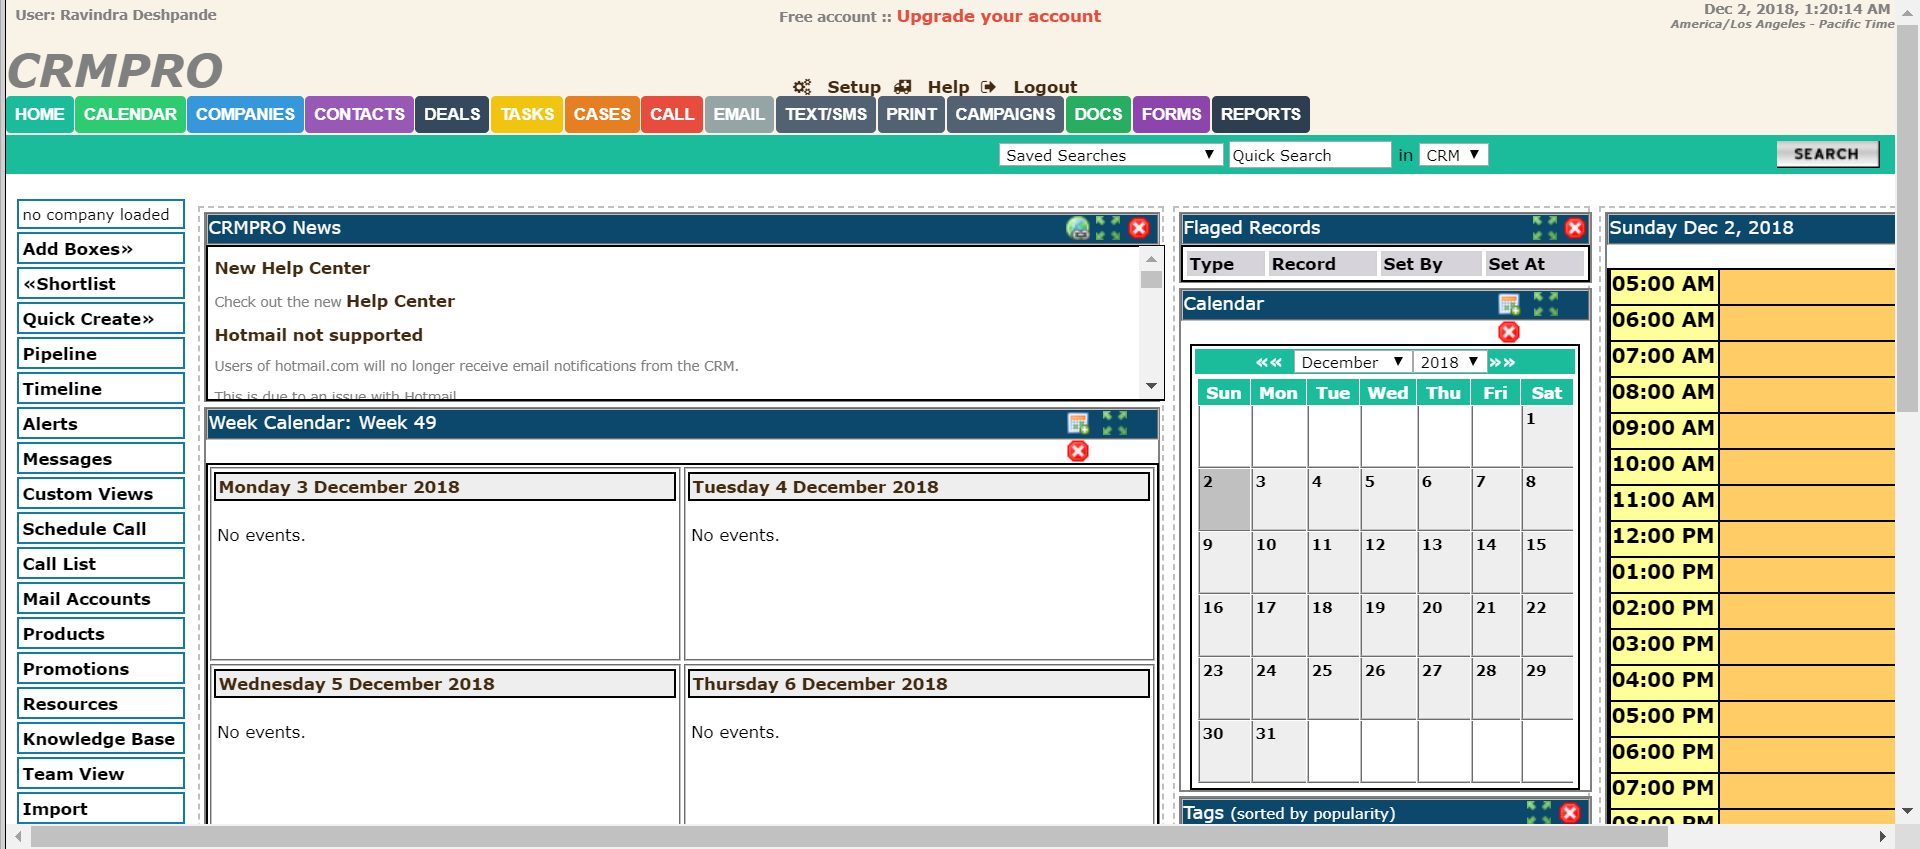 User: Ravindra Deshpande
Free account :: Upgrade your account
Dec 2, 2018, 1:20:14 AM
America/Los Angeles - Pacific Time
CRMPRO
Setup Help Logout
HOME CALENDAR COMPANIES CONTACTS DEALS TASKS CASES CALL EMAIL TEXT/SMS PRINT CAMPAIGNS DOCS FORMS REPORTS
Saved Searches Quick Search in CRM SEARCH
no company loaded
Add Boxes»
«Shortlist
Quick Create»
Pipeline
Timeline
Alerts
Messages
Custom Views
Schedule Call
Call List
Mail Accounts
Products
Promotions
Resources
Knowledge Base
Team View
Import
CRMPRO News
New Help Center
Check out the new Help Center
Hotmail not supported
Users of hotmail.com will no longer receive email notifications from the CRM.
This is due to an issue with Hotmail
Week Calendar: Week 49
Monday 3 December 2018
No events.
Tuesday 4 December 2018
No events.
Wednesday 5 December 2018
No events.
Thursday 6 December 2018
No events.
Flaged Records
Type Record Set By Set At
Calendar
«« December 2018 »»
Sun Mon Tue Wed Thu Fri Sat
1
2 3 4 5 6 7 8
9 10 11 12 13 14 15
16 17 18 19 20 21 22
23 24 25 26 27 28 29
30 31
Tags (sorted by popularity)
Sunday Dec 2, 2018
05:00 AM
06:00 AM
07:00 AM
08:00 AM
09:00 AM
10:00 AM
11:00 AM
12:00 PM
01:00 PM
02:00 PM
03:00 PM
04:00 PM
05:00 PM
06:00 PM
07:00 PM
08:00 PM